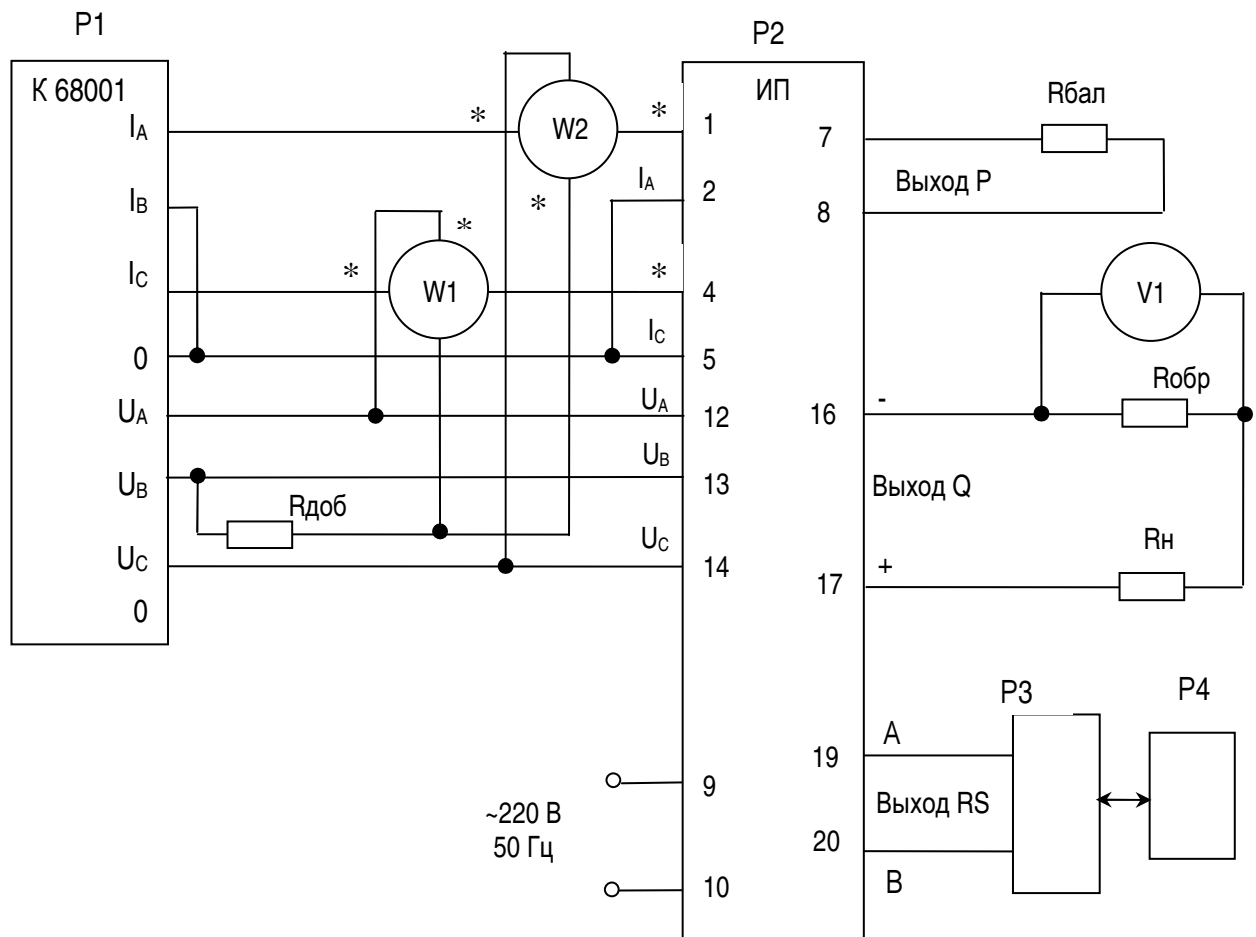 P1
P2
К 68001
ИП
Rбал
IA
*
W2
*
1
7
Выход P
IA
2
8
IB
*
*
IC
*
W1
*
4
V1
IC
0
5
Rобр
UA
UA
12
16
-
UB
UB
13
Выход Q
Rдоб
UC
UC
14
Rн
+
17
0
P3
P4
A
19
9
~220 В
50 Гц
Выход RS
20
10
B